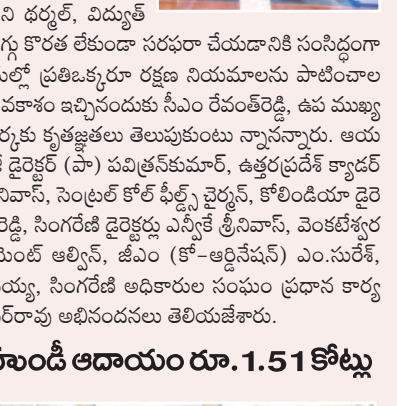 ని థర్మల్, విద్యుత్
గ్గు కొరత లేకుండా సరఫరా చేయడానికి సంసిద్ధంగా
ల్లో ప్రతిఒక్కరూ రక్షణ నియమాలను పాటించాల
వకాశం ఇచ్చినందుకు సీఎం రేవంత్‌రెడ్డి, ఉప ముఖ్య
ర్కకు కృతజ్ఞతలు తెలుపుకుంటు న్నానన్నారు. ఆయ
డైరెక్టర్ (పా) పవిత్రన్‌కుమార్, ఉత్తరప్రదేశ్ క్యాడర్
నివాస్, సెంట్రల్ కోల్ ఫీల్డ్స్ చైర్మన్, కోలిండియా డైరె
రెడ్డి, సింగరేణి డైరెక్టర్లు ఎన్వీకే శ్రీనివాస్, వెంకటేశ్వర
మెంట్ ఆల్విన్, జీఎం (కో-ఆర్డినేషన్) ఎం.సురేశ్,
య్య, సింగరేణి అధికారుల సంఘం ప్రధాన కార్య
ర్‌రావు అభినందనలు తెలియజేశారు.
హుండీ ఆదాయం రూ.1.51 కోట్లు